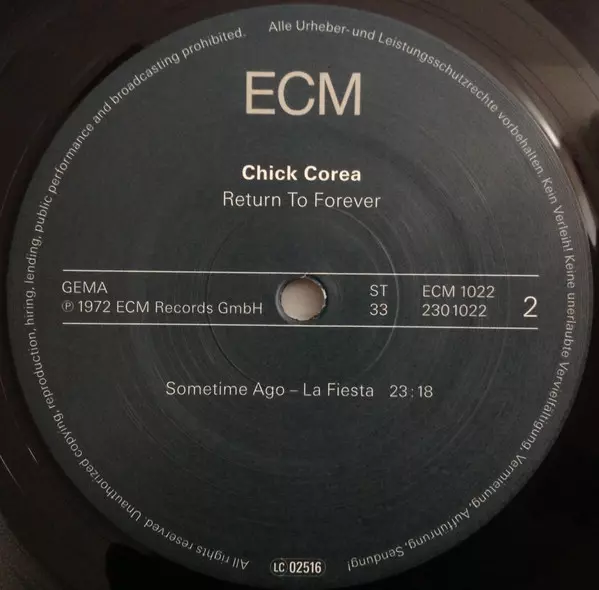 Alle Urheber- und Leistungsschutzrechte vorbehalten. Kein Verleih! Keine unerlaubte Vervielfältigung, Vermietung, Aufführung, Sendung!
ECM
Chick Corea
Return To Forever
GEMA ST ECM 1022
℗ 1972 ECM Records GmbH 33 2301022 2
Sometime Ago – La Fiesta 23:18
All rights reserved Unauthorized copying, reproduction, hiring, lending, public performance and broadcasting prohibited.
LC 02516